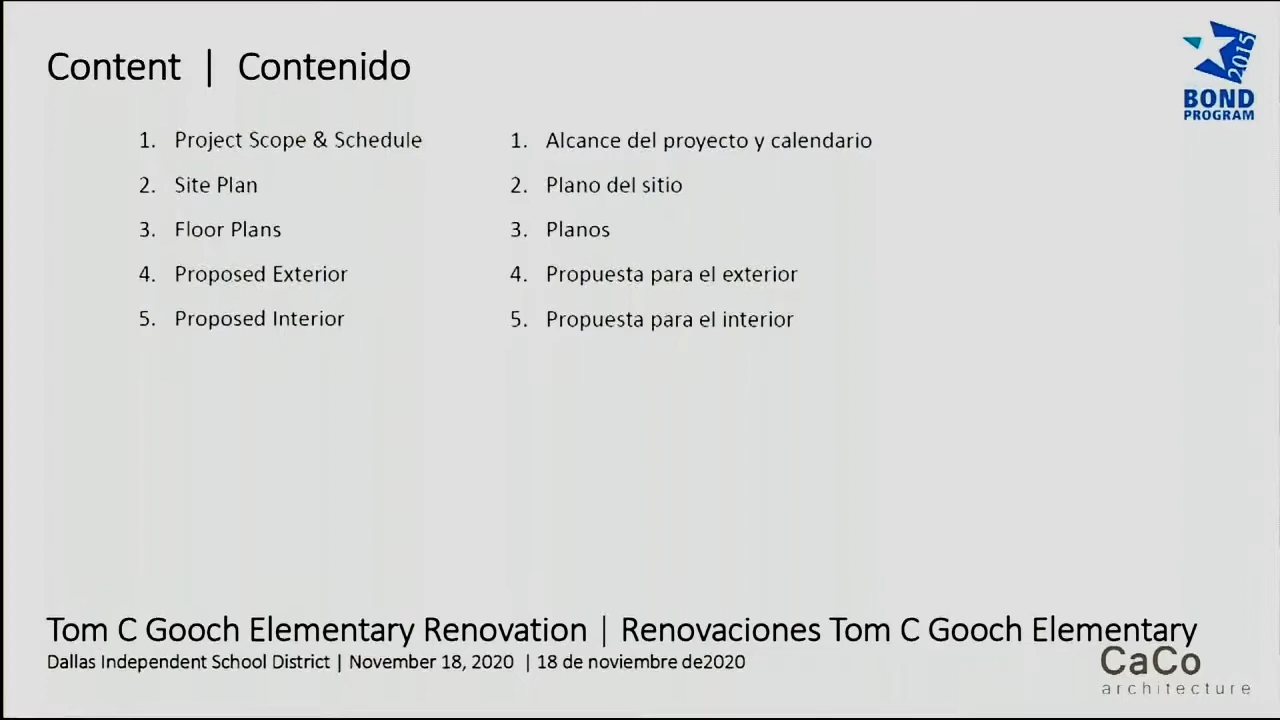 Content | Contenido
2015
BOND
PROGRAM
1. Project Scope & Schedule
2. Site Plan
3. Floor Plans
4. Proposed Exterior
5. Proposed Interior
1. Alcance del proyecto y calendario
2. Plano del sitio
3. Planos
4. Propuesta para el exterior
5. Propuesta para el interior
Tom C Gooch Elementary Renovation | Renovaciones Tom C Gooch Elementary
Dallas Independent School District | November 18, 2020 | 18 de noviembre de2020
CaCo
architecture